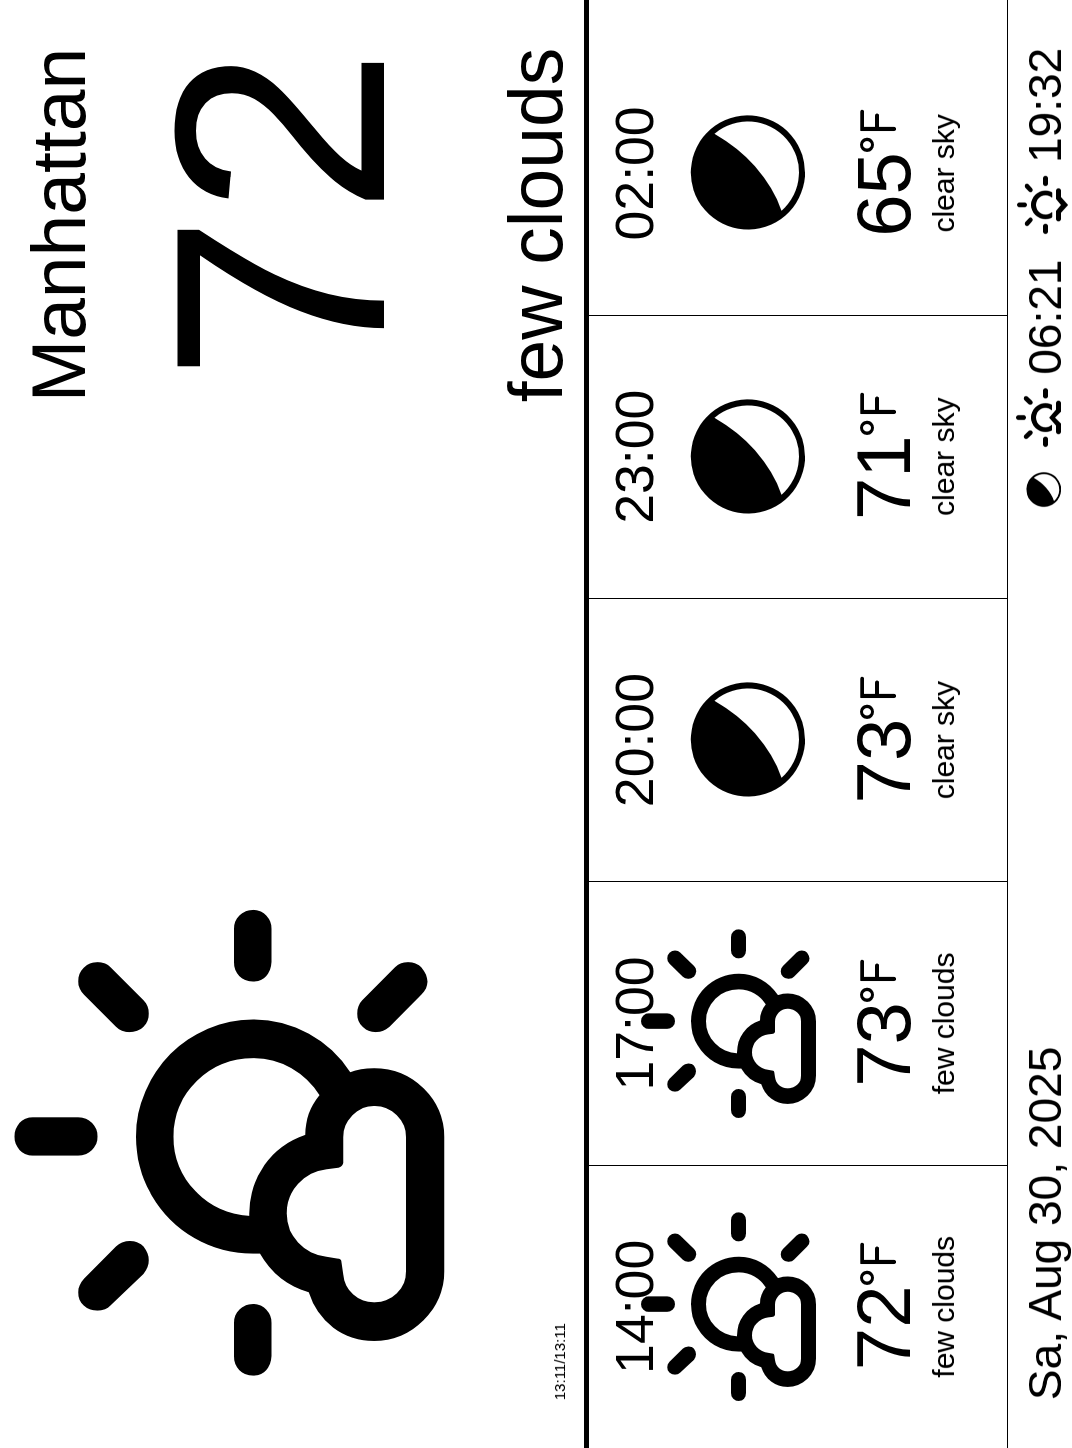 Manhattan
72
few clouds
13:11/13:11
14:00
72°F
few clouds
17:00
73°F
few clouds
20:00
73°F
clear sky
23:00
71°F
clear sky
02:00
65°F
clear sky
Sa, Aug 30, 2025
06:21 19:32